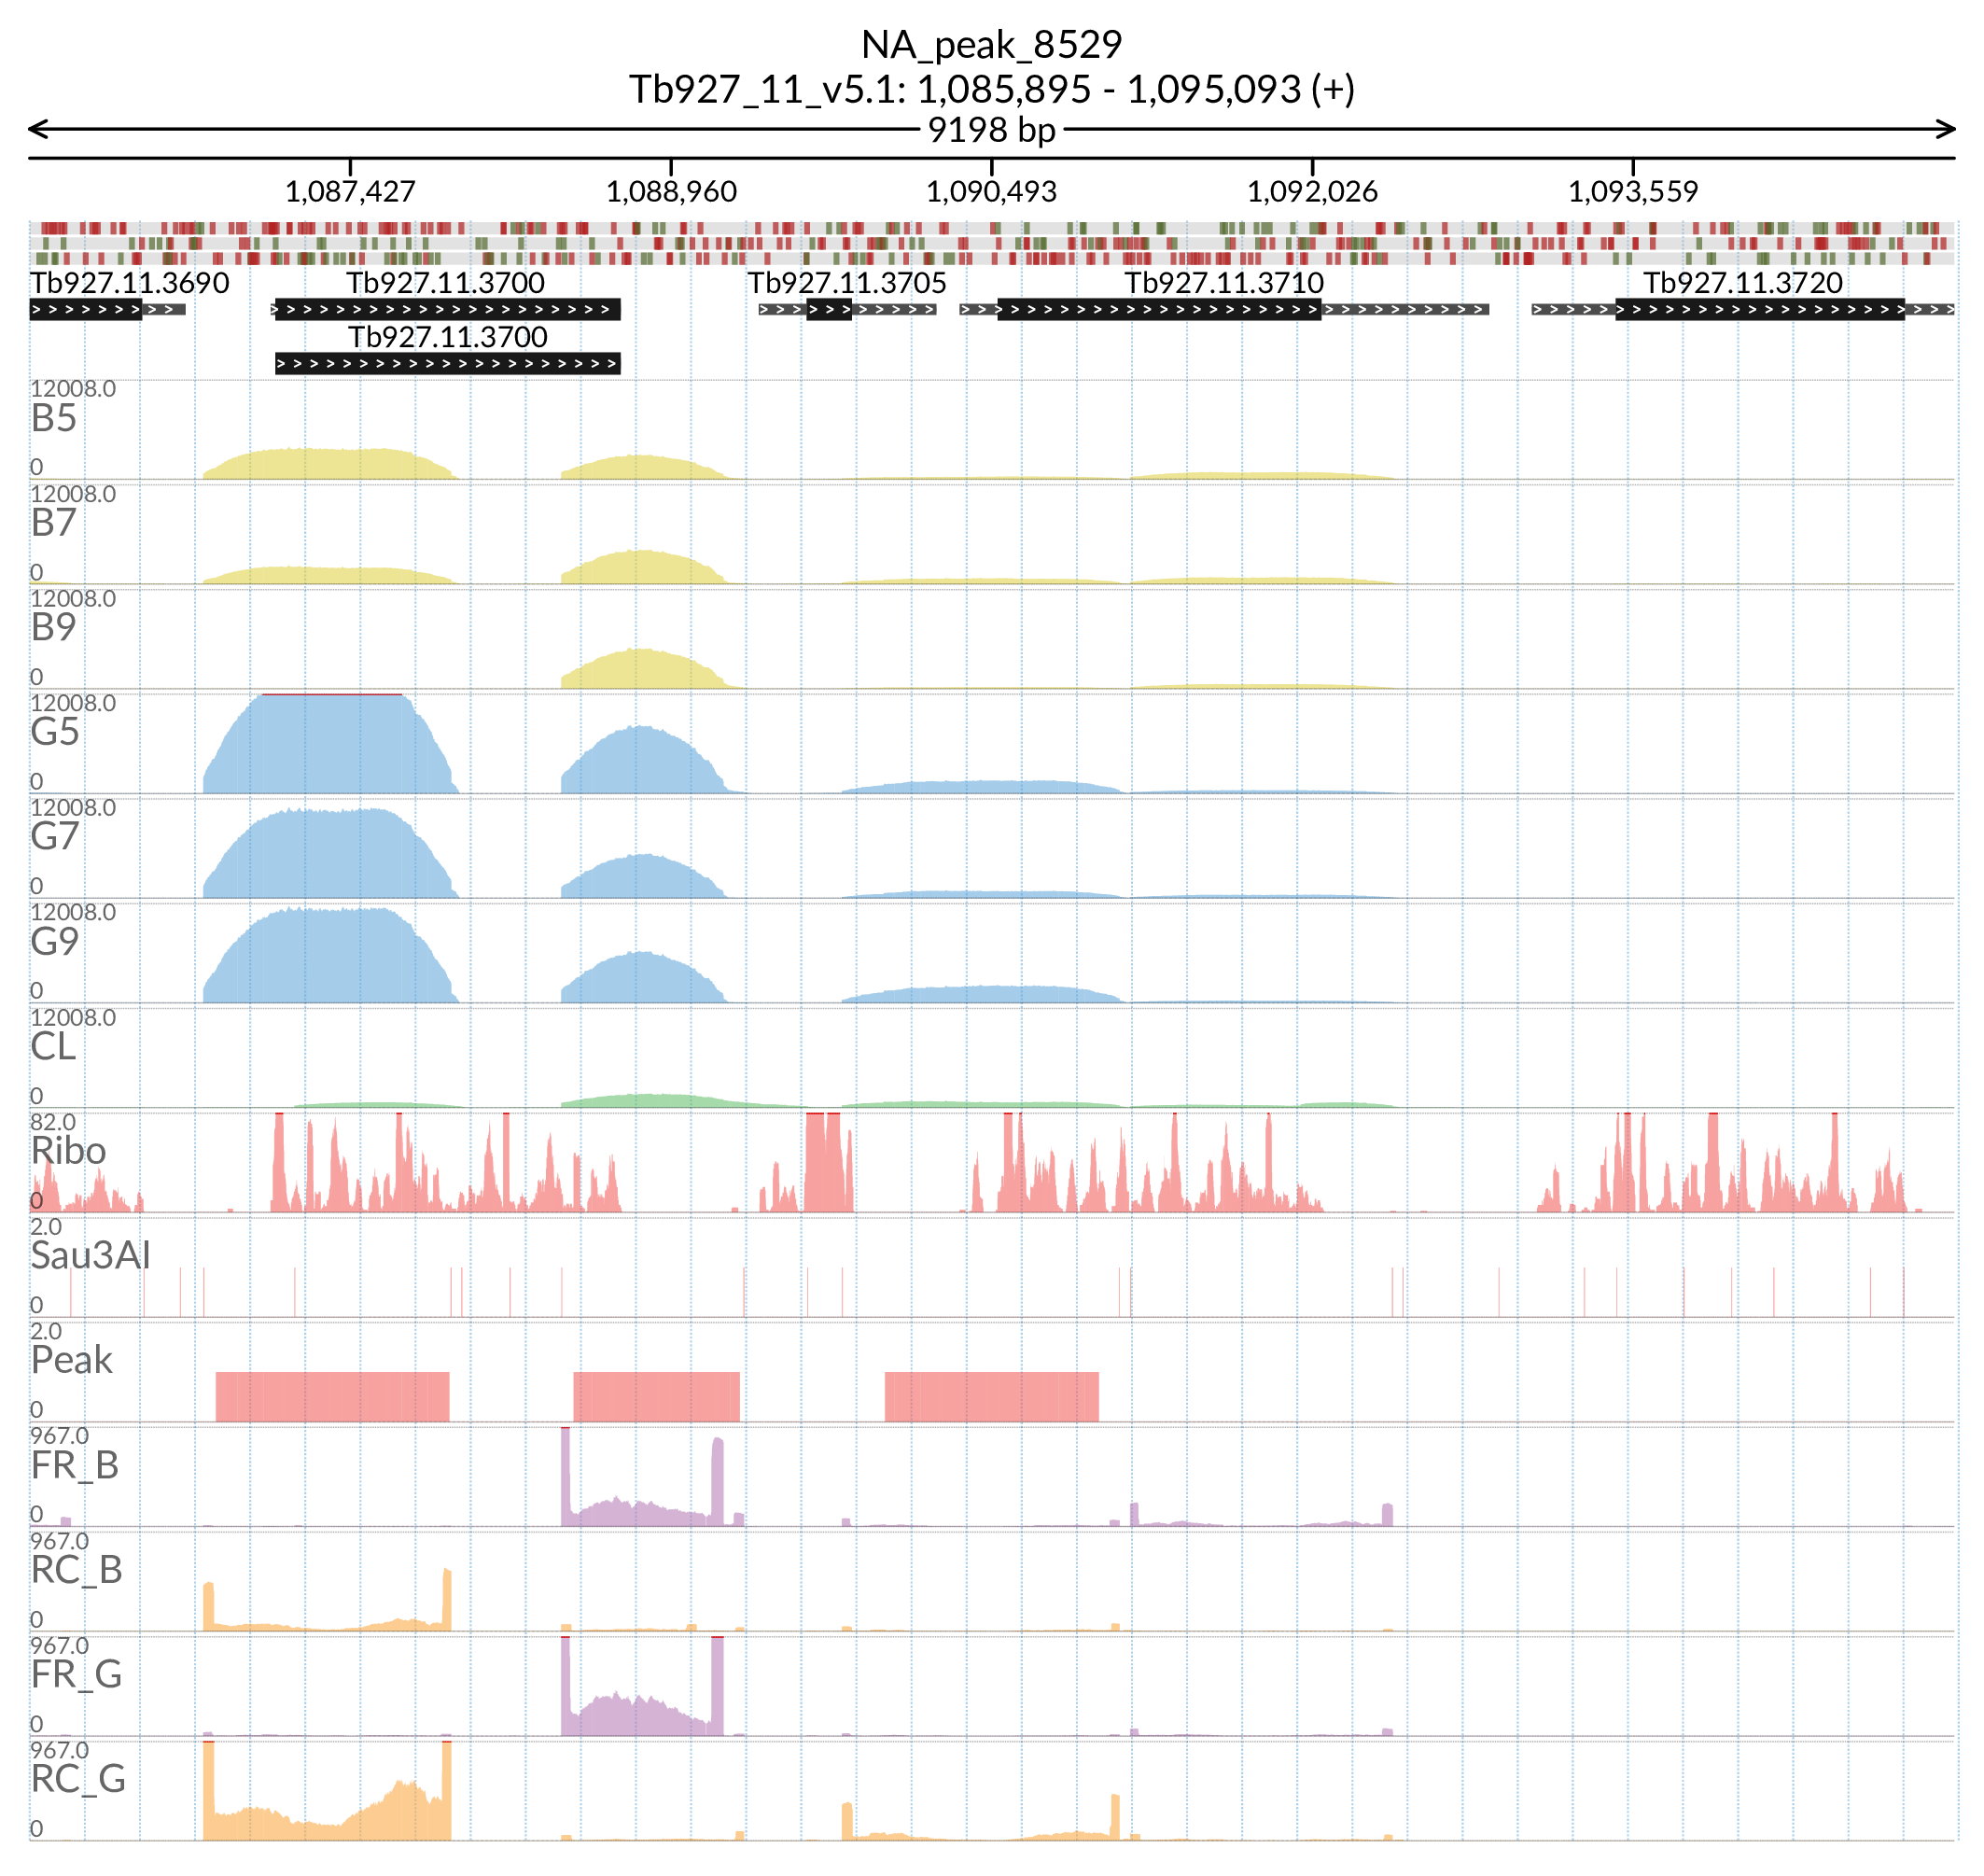 NA_peak_8529
Tb927_11_v5.1: 1,085,895 - 1,095,093 (+)
9198 bp
1,087,427 1,088,960 1,090,493 1,092,026 1,093,559
Tb927.11.3690 Tb927.11.3700 Tb927.11.3705 Tb927.11.3710 Tb927.11.3720
Tb927.11.3700
12008.0
B5
0
12008.0
B7
0
12008.0
B9
0
12008.0
G5
0
12008.0
G7
0
12008.0
G9
0
12008.0
CL
0
82.0
Ribo
0
2.0
Sau3AI
0
2.0
Peak
0
967.0
FR_B
0
967.0
RC_B
0
967.0
FR_G
0
967.0
RC_G
0